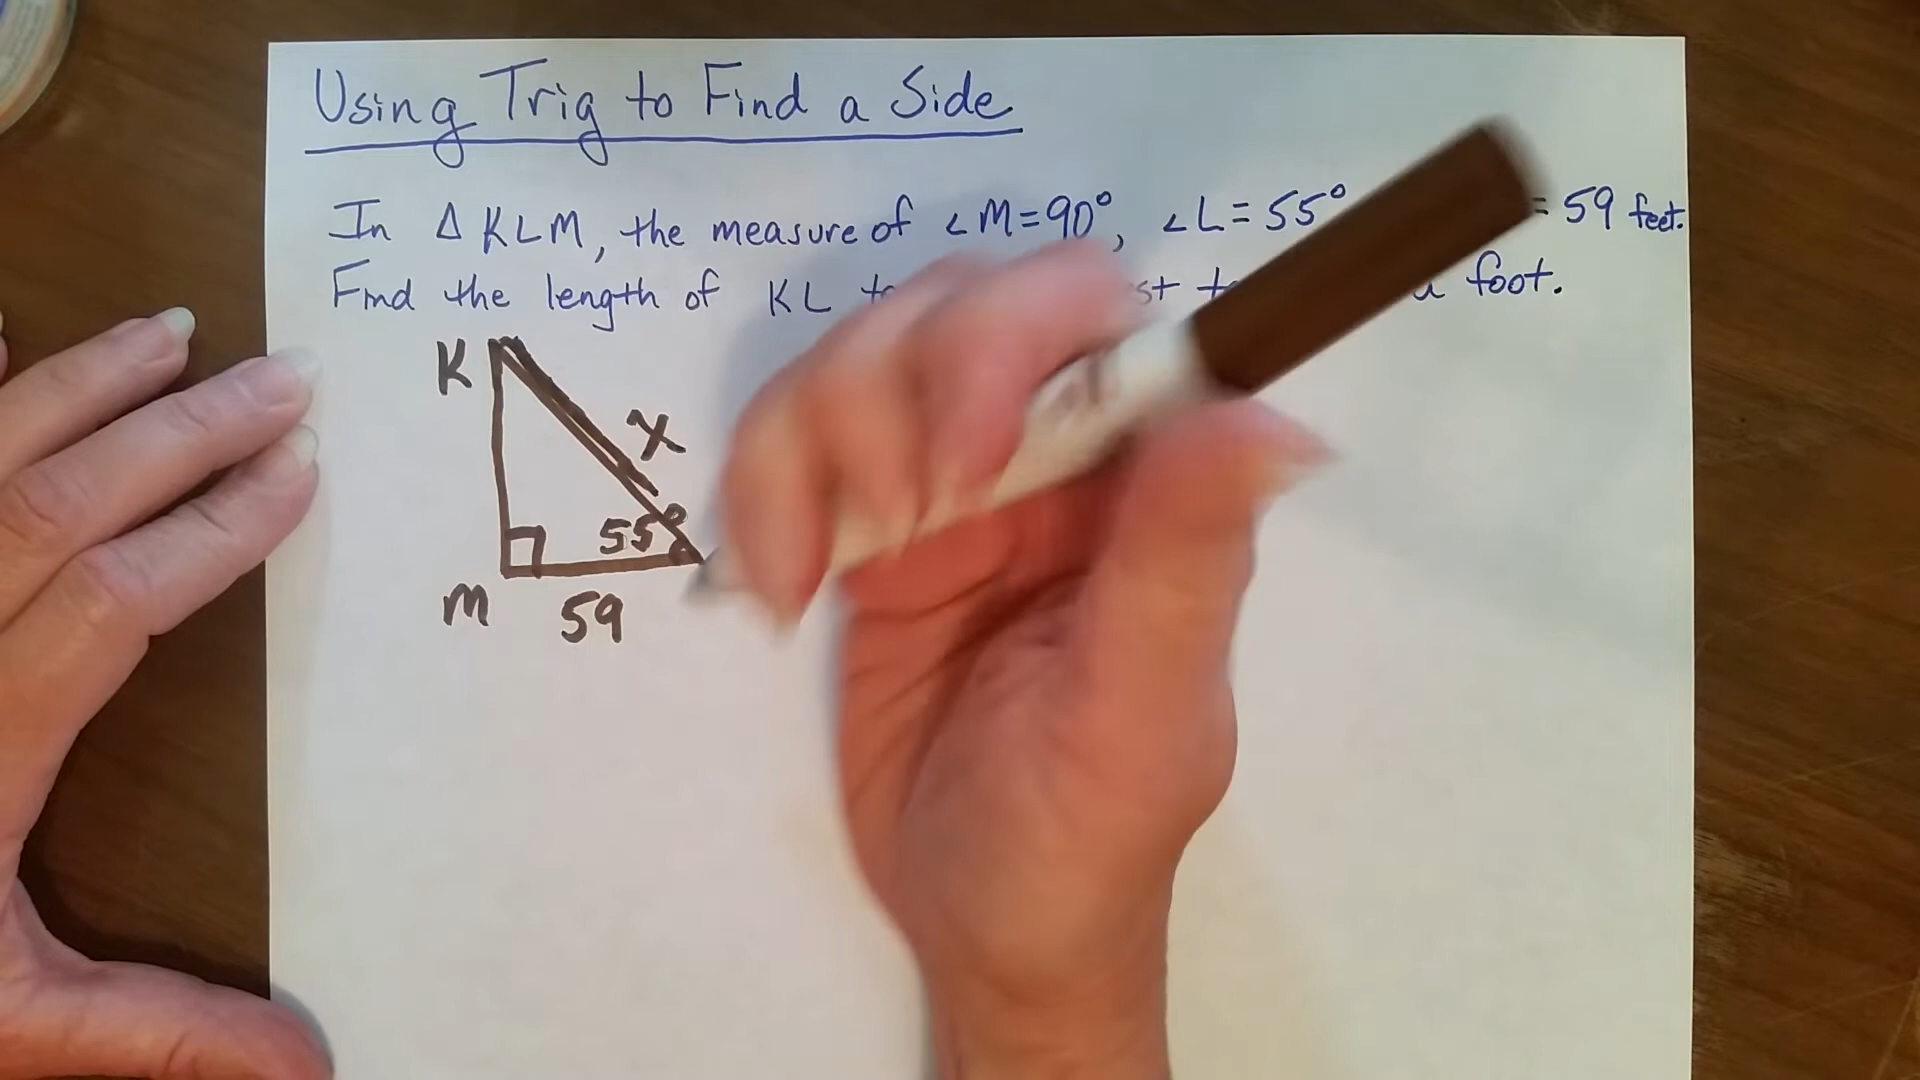 Using Trig to Find a Side
In Δ KLM, the measure of ∠M=90°, ∠L=55° = 59 feet.
Find the length of KL foot.
K
X
55°
M
59